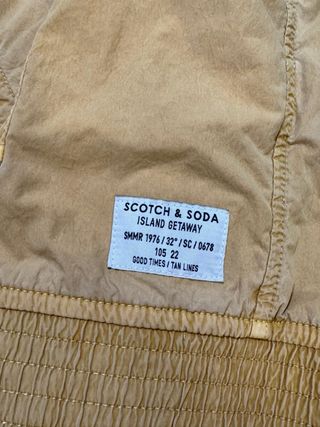 SCOTCH & SODA
ISLAND GETAWAY
SMMR 1976 / 32° / SC / 0678
105 22
GOOD TIMES / TAN LINES